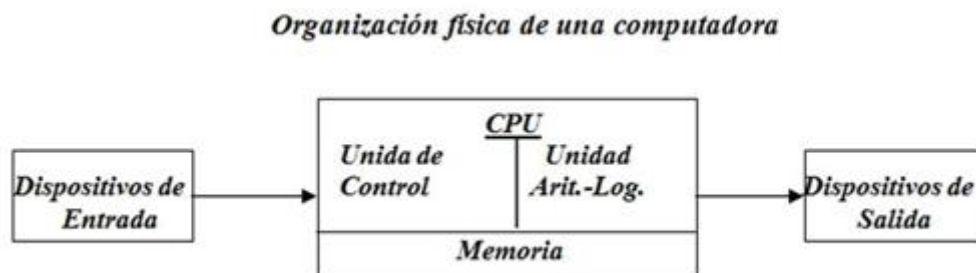 Organización física de una computadora
CPU
Unida de
Control
Unidad
Arit.-Log.
Dispositivos de
Entrada
Dispositivos de
Salida
Memoria